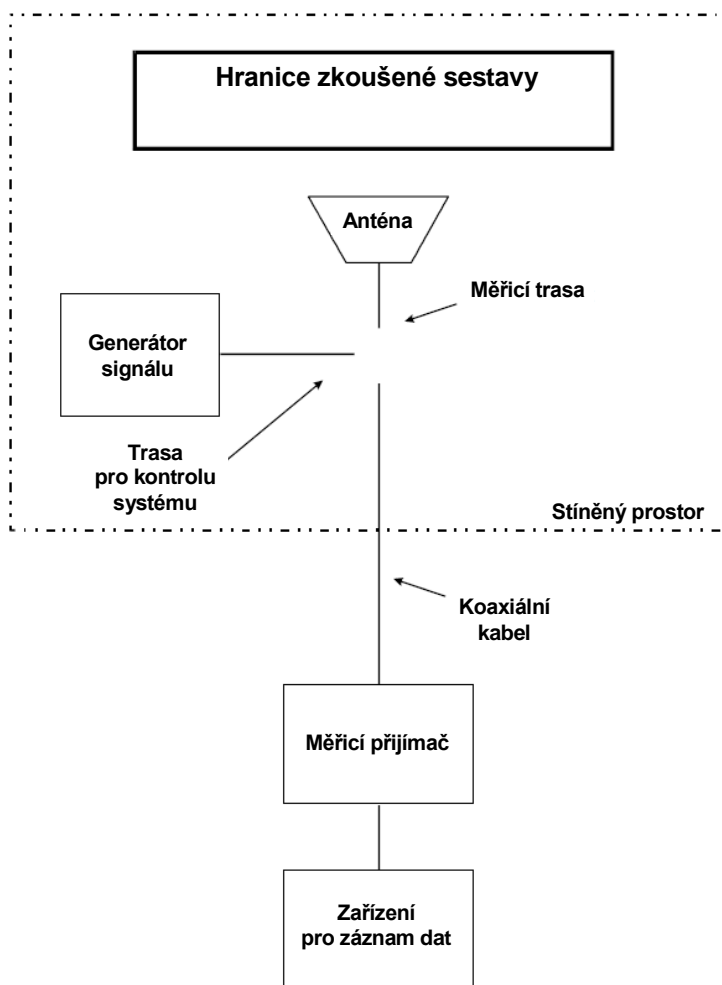 Hranice zkoušené sestavy
Anténa
Měřicí trasa
Generátor
signálu
Trasa
pro kontrolu
systému
Stíněný prostor
Koaxiální
kabel
Měřicí přijímač
Zařízení
pro záznam dat